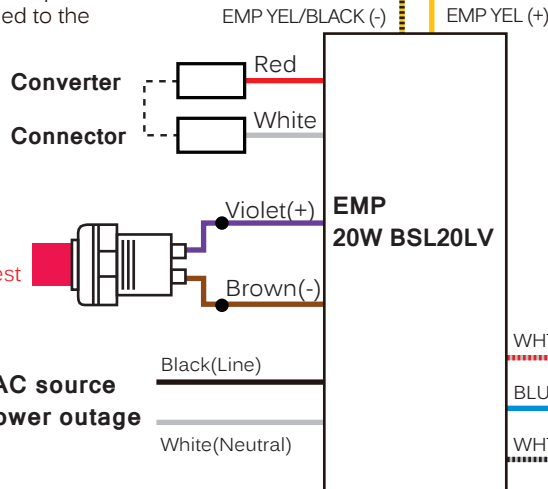 ed to the
EMP YEL/BLACK (-)
EMP YEL (+)
Converter
Red
Connector
White
Violet(+)
EMP
20W BSL20LV
est
Brown(-)
Black(Line)
AC source
ower outage
White(Neutral)
WHT
BLU
WHT